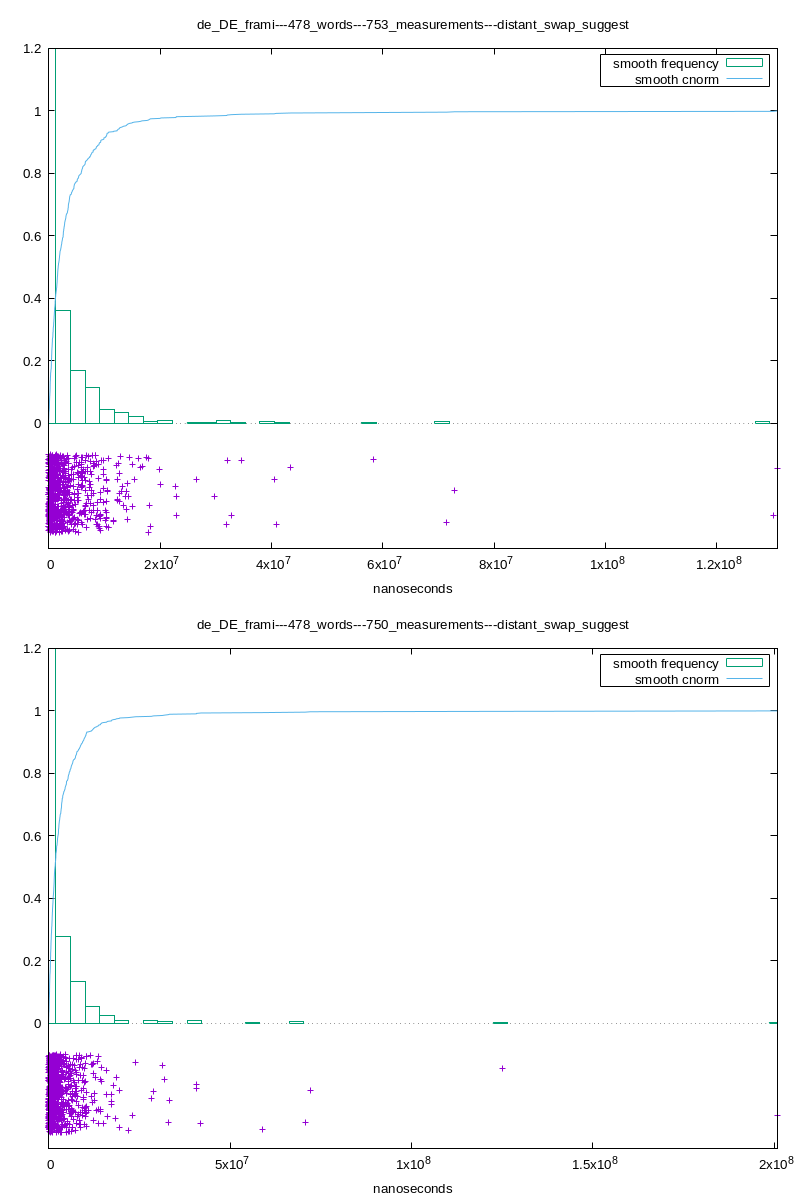 de_DE_frami---478_words---753_measurements---distant_swap_suggest
1.2
smooth frequency
smooth cnorm
1
0.8
0.6
0.4
0.2
0
0 2x10^7 4x10^7 6x10^7 8x10^7 1x10^8 1.2x10^8
nanoseconds
de_DE_frami---478_words---750_measurements---distant_swap_suggest
1.2
smooth frequency
smooth cnorm
1
0.8
0.6
0.4
0.2
0
0 5x10^7 1x10^8 1.5x10^8 2x10^8
nanoseconds